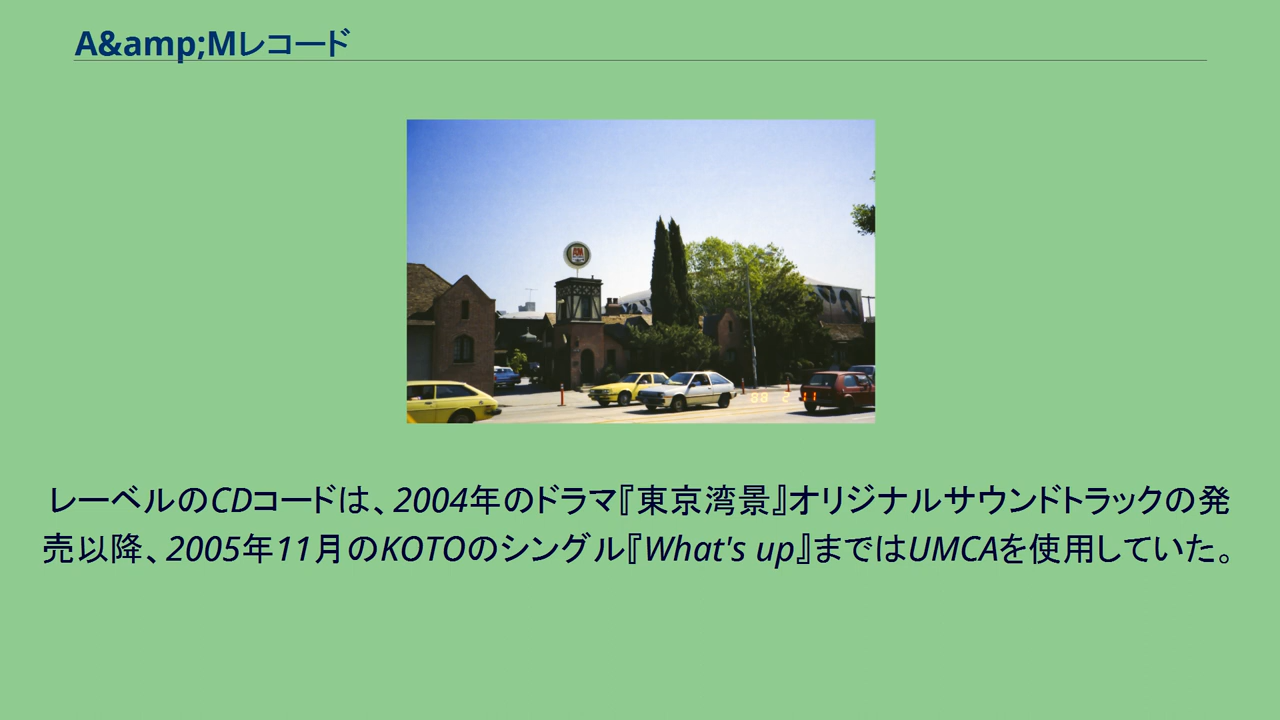 A&amp;Mレコード
A&M
88 2 11
レーベルのCDコードは、2004年のドラマ『東京湾景』オリジナルサウンドトラックの発
売以降、2005年11月のKOTOのシングル『What's up』まではUMCAを使用していた。